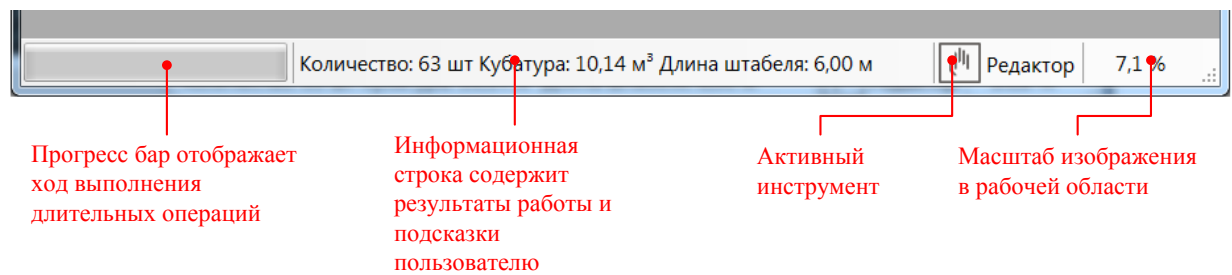 Количество: 63 шт Кубатура: 10,14 м³ Длина штабеля: 6,00 м
Редактор
7,1 %
Прогресс бар отображает
ход выполнения
длительных операций
Информационная
строка содержит
результаты работы и
подсказки
пользователю
Активный
инструмент
Масштаб изображения
в рабочей области